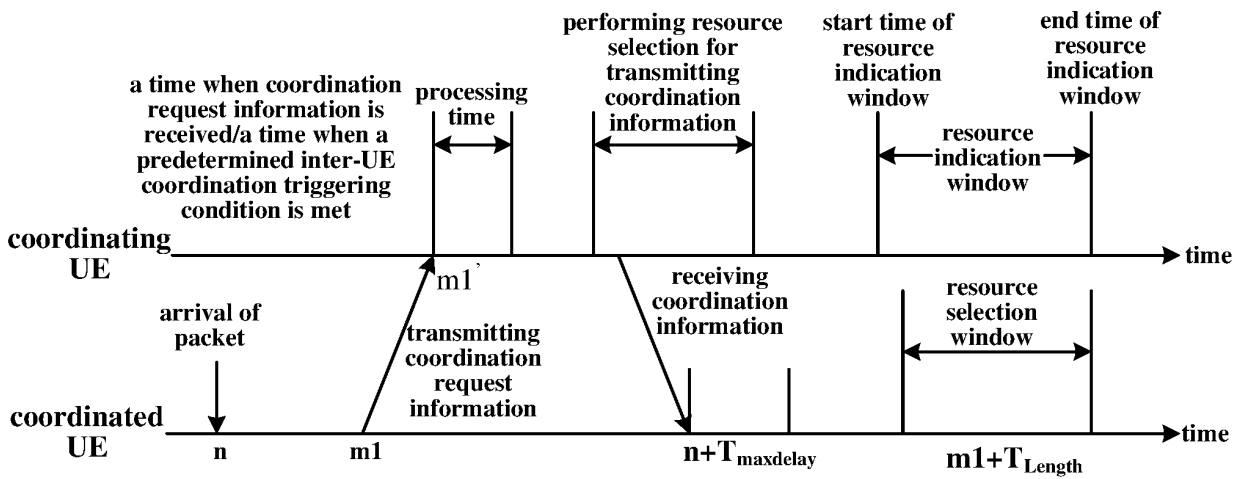 a time when coordination
request information is
received/a time when a
predetermined inter-UE
coordination triggering
condition is met
processing
time
performing resource
selection for
transmitting
coordination
information
start time of
resource
indication
window
end time of
resource
indication
window
resource
indication
window
coordinating
UE
time
m1'
arrival of
packet
transmitting
coordination
request
information
receiving
coordination
information
resource
selection
window
coordinated
UE
time
n
m1
n+Tmaxdelay
m1+TLength